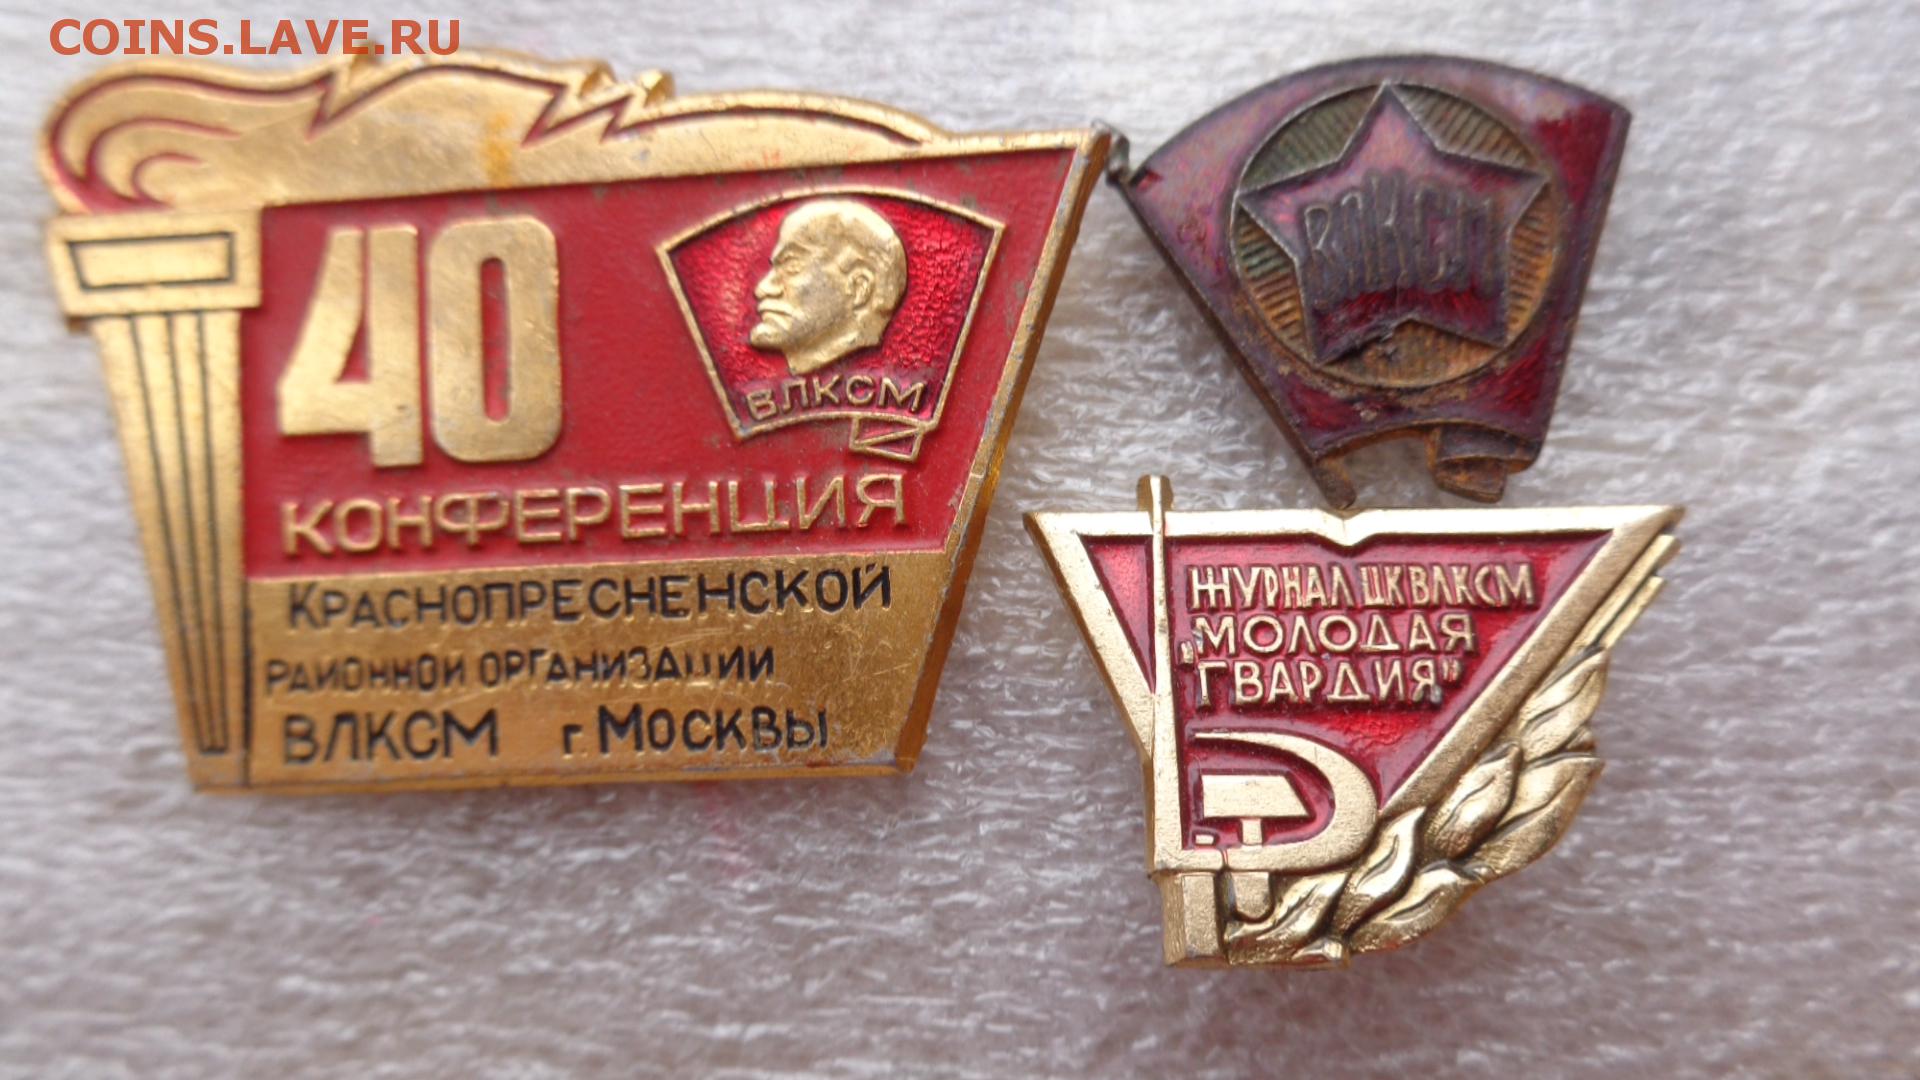 COINS.LAVE.RU
40
ВЛКСМ
КОНФЕРЕНЦИЯ
КРАСНОПРЕСНЕНСКОЙ
РАЙОННОЙ ОРГАНИЗАЦИИ
ВЛКСМ г. МОСКВЫ
ВЛКСМ
ЖУРНАЛ ЦК ВЛКСМ
„МОЛОДАЯ
ГВАРДИЯ"